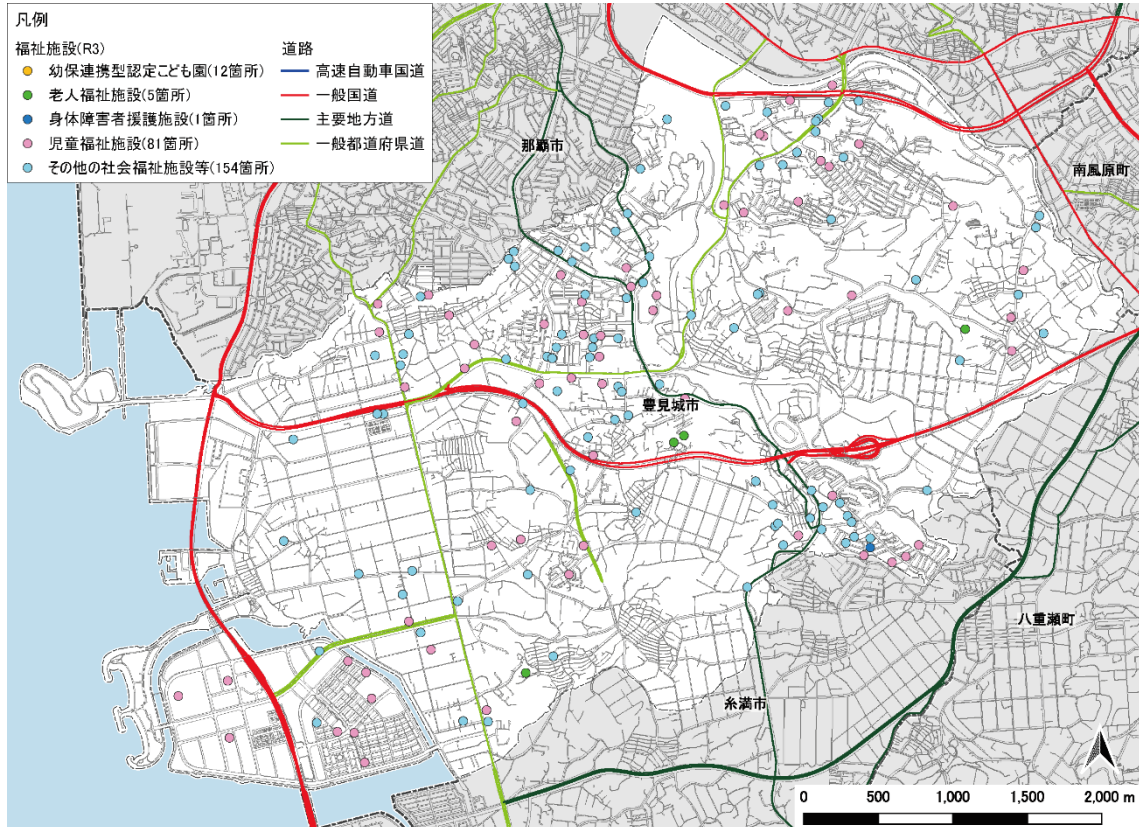 凡例
福祉施設(R3)
幼保連携型認定こども園(12箇所)
老人福祉施設(5箇所)
身体障害者援護施設(1箇所)
児童福祉施設(81箇所)
その他の社会福祉施設等(154箇所)
道路
高速自動車国道
一般国道
主要地方道
一般都道府県道
那覇市
南風原町
豊見城市
八重瀬町
糸満市
0 500 1,000 1,500 2,000 m